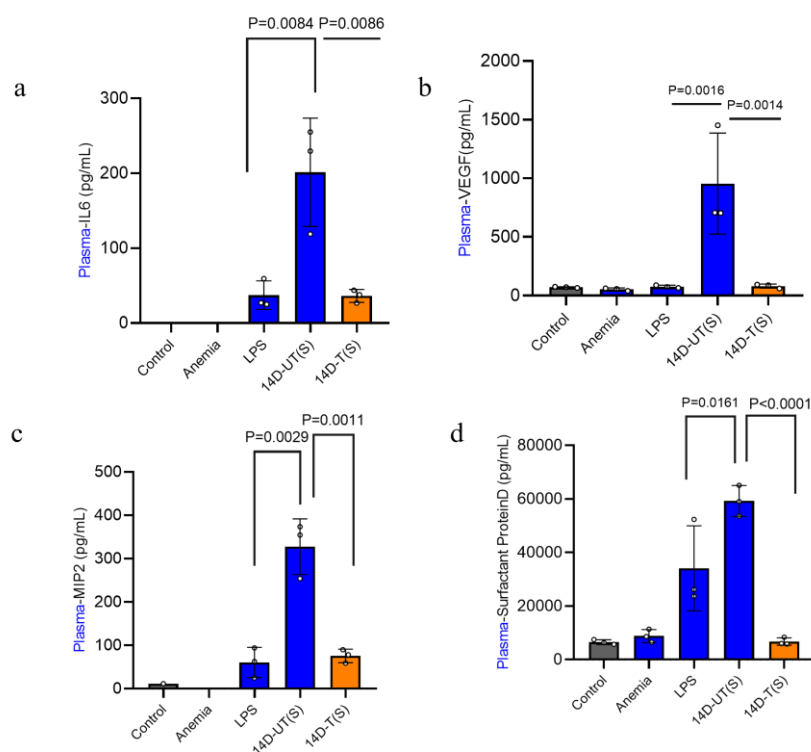 a
P=0.0084
P=0.0086
Plasma-IL6 (pg/mL)
300
200
100
0
Control
Anemia
LPS
14D-UT(S)
14D-T(S)
b
P=0.0016
P=0.0014
Plasma-VEGF(pg/mL)
2000
1500
1000
500
0
Control
Anemia
LPS
14D-UT(S)
14D-T(S)
c
P=0.0029
P=0.0011
Plasma-MIP2 (pg/mL)
500
400
300
200
100
0
Control
Anemia
LPS
14D-UT(S)
14D-T(S)
d
P=0.0161
P<0.0001
Plasma-Surfactant ProteinD (pg/mL)
80000
60000
40000
20000
0
Control
Anemia
LPS
14D-UT(S)
14D-T(S)